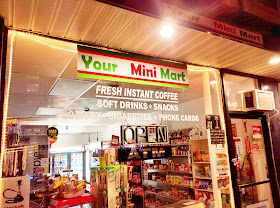 Your Mini Mart
Your Mini Mart
FRESH INSTANT COFFEE
SOFT DRINKS • SNACKS
CIGARETTES • PHONE CARDS
OPEN